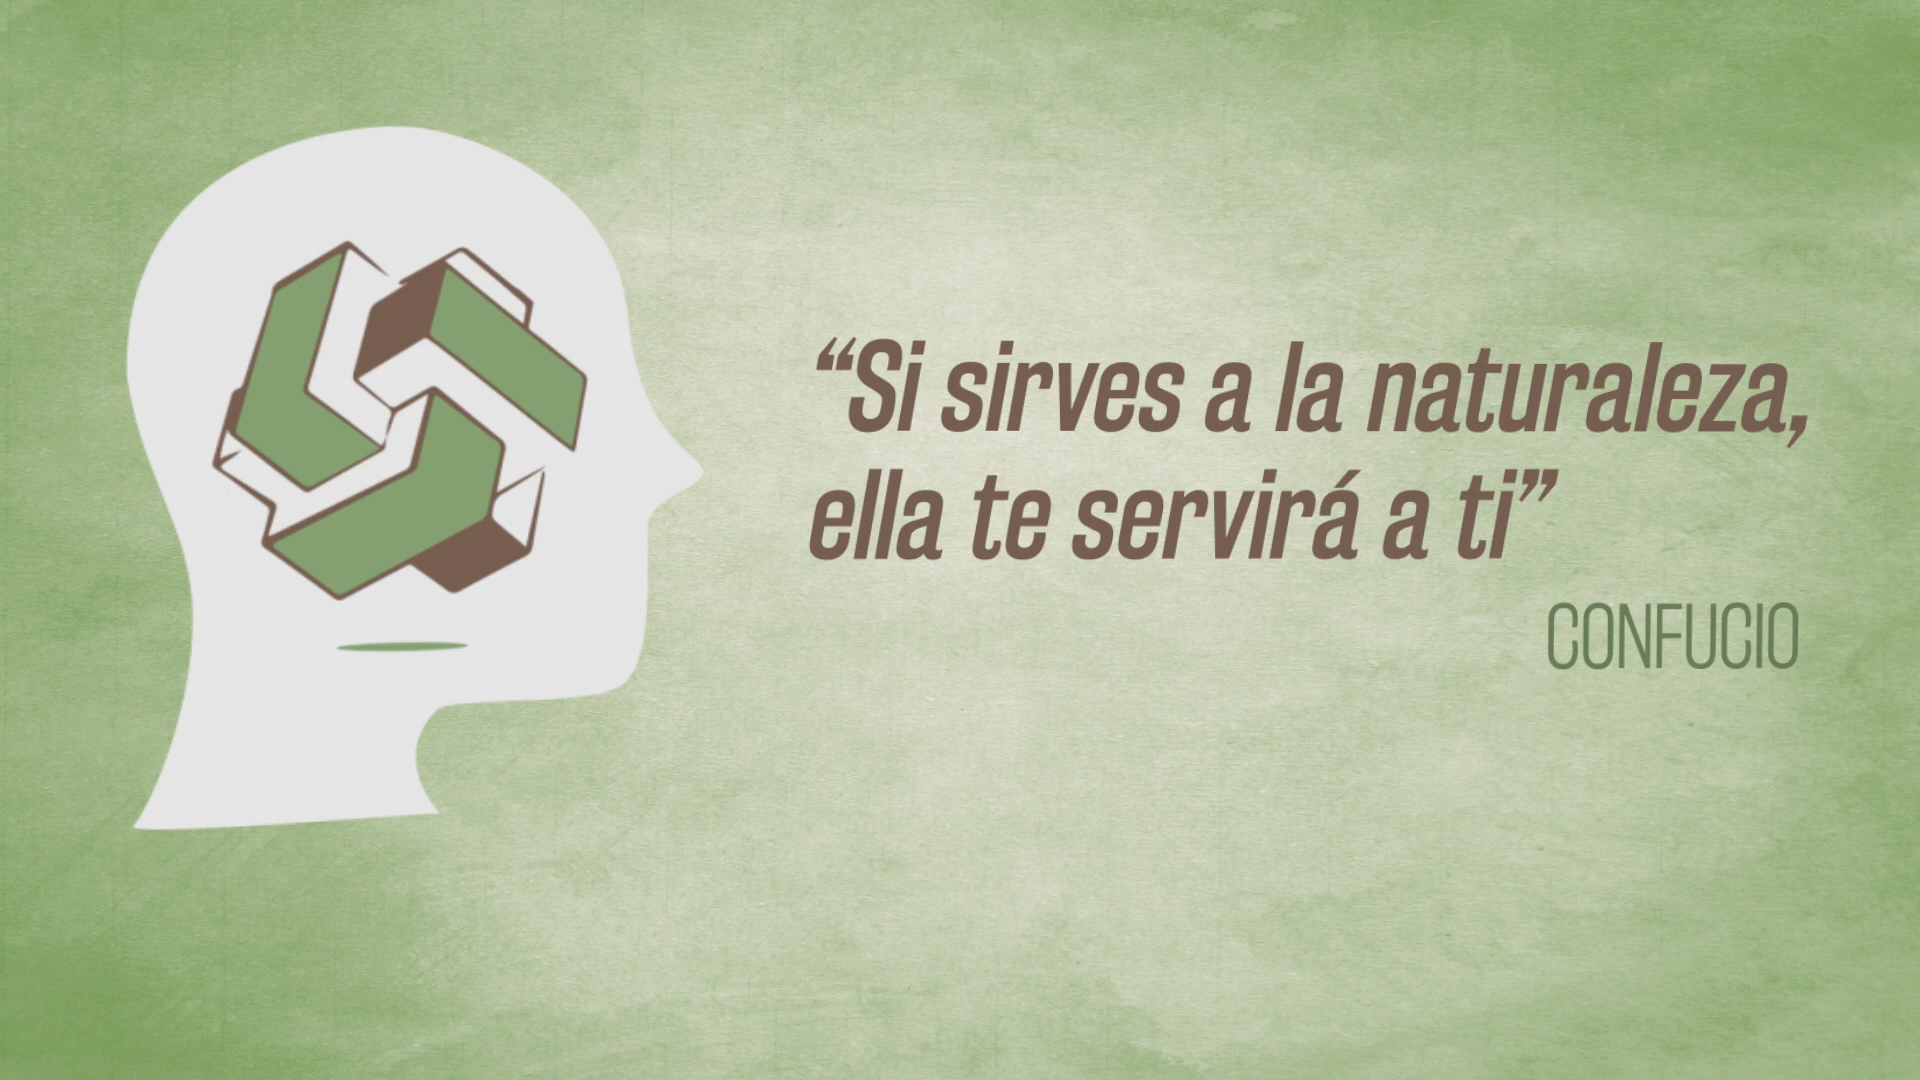 “Si sirves a la naturaleza,
ella te servirá a ti”
CONFUCIO